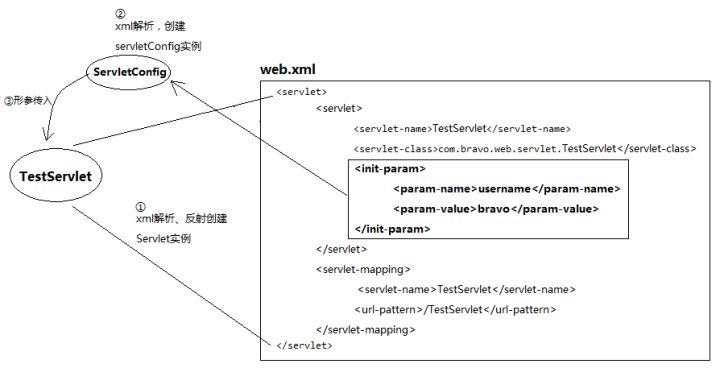 ②
xml解析，创建
servletConfig实例
ServletConfig
③形参传入
TestServlet
①
xml解析、反射创建
Servlet实例
web.xml
<servlet>
<servlet>
<servlet-name>TestServlet</servlet-name>
<servlet-class>com.bravo.web.servlet.TestServlet</servlet-class>
<init-param>
<param-name>username</param-name>
<param-value>bravo</param-value>
</init-param>
</servlet>
<servlet-mapping>
<servlet-name>TestServlet</servlet-name>
<url-pattern>/TestServlet</url-pattern>
</servlet-mapping>
</servlet>